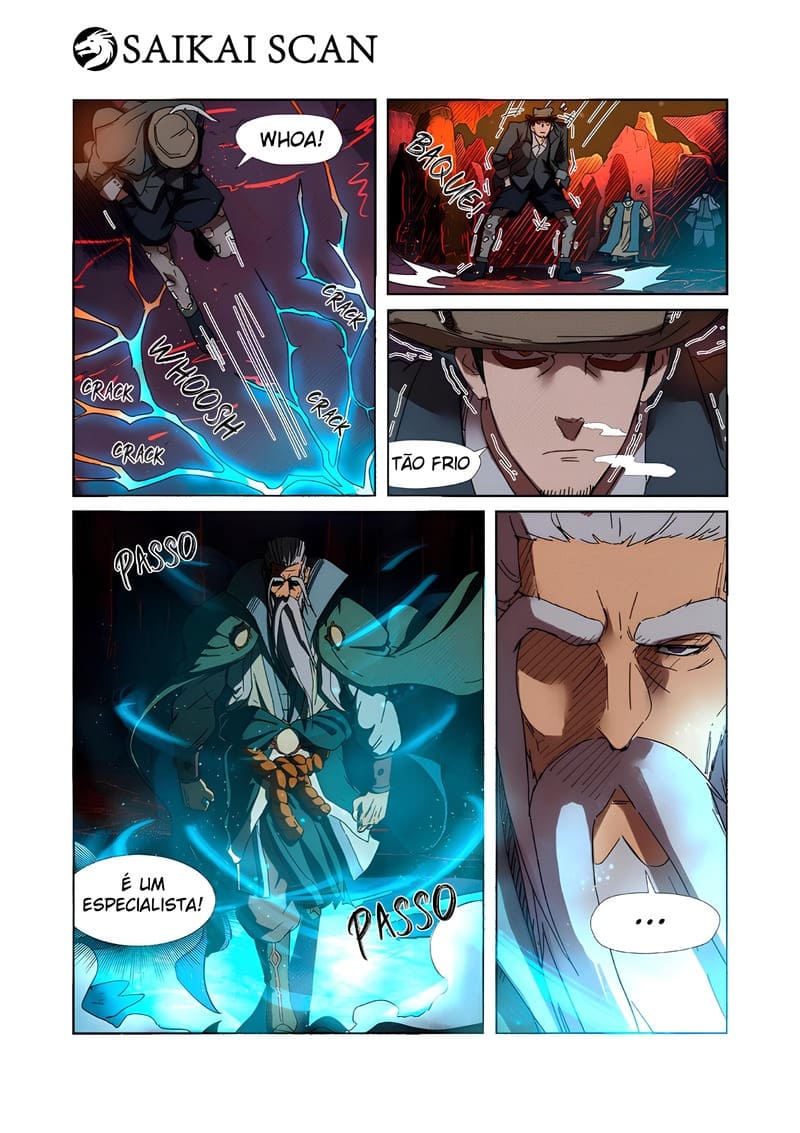 SAIKAI SCAN
WHOA!
CRACK
WHOOSH
CRACK
CRACK
CRACK
BAQUE!
TÃO FRIO
PASSO
É UM
ESPECIALISTA!
PASSO
...